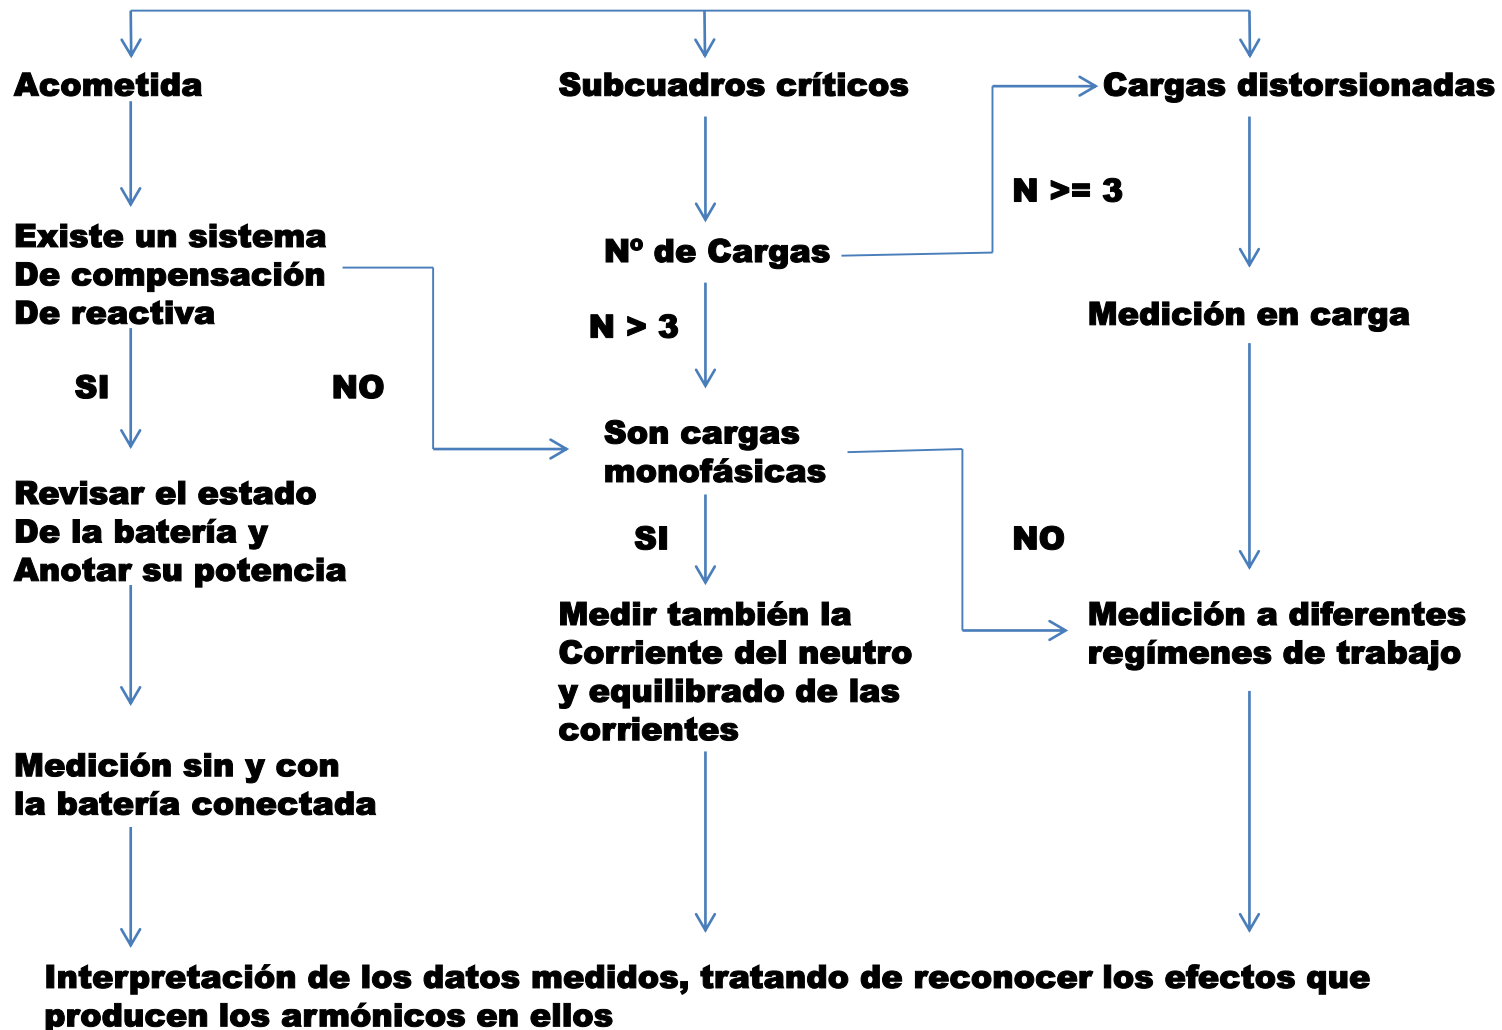 Acometida
Existe un sistema
De compensación
De reactiva
SI
NO
Revisar el estado
De la batería y
Anotar su potencia
Medición sin y con
la batería conectada
Subcuadros críticos
Nº de Cargas
N > 3
Son cargas
monofásicas
SI
Medir también la
Corriente del neutro
y equilibrado de las
corrientes
Cargas distorsionadas
N >= 3
Medición en carga
NO
Medición a diferentes
regímenes de trabajo
Interpretación de los datos medidos, tratando de reconocer los efectos que
producen los armónicos en ellos